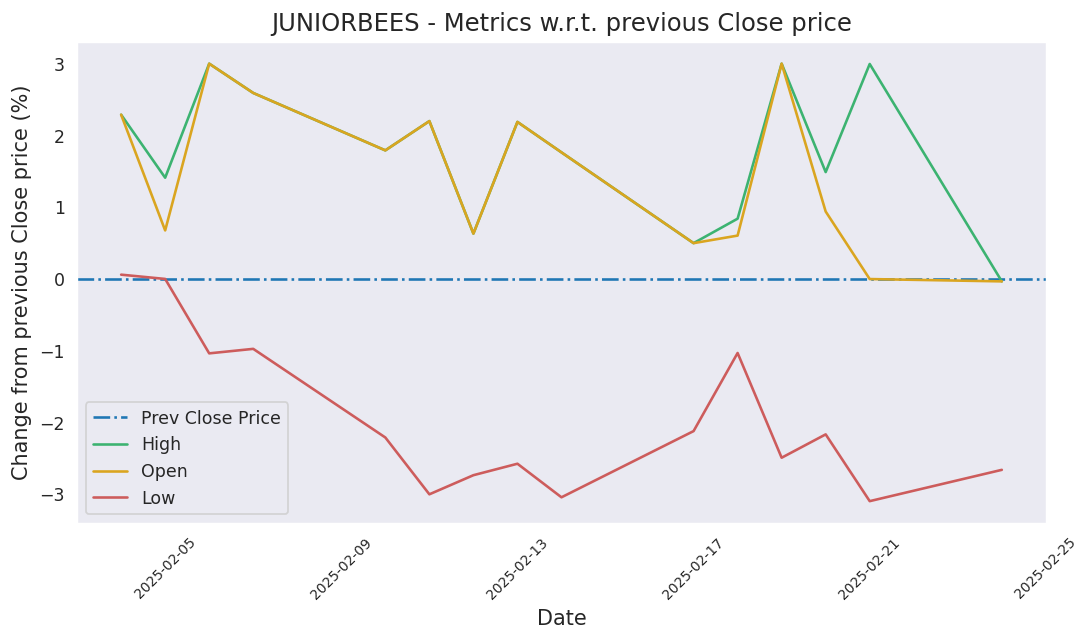 JUNIORBEES - Metrics w.r.t. previous Close price
Change from previous Close price (%)
3
2
1
0
−1
−2
−3
Prev Close Price
High
Open
Low
2025-02-05
2025-02-09
2025-02-13
2025-02-17
2025-02-21
2025-02-25
Date